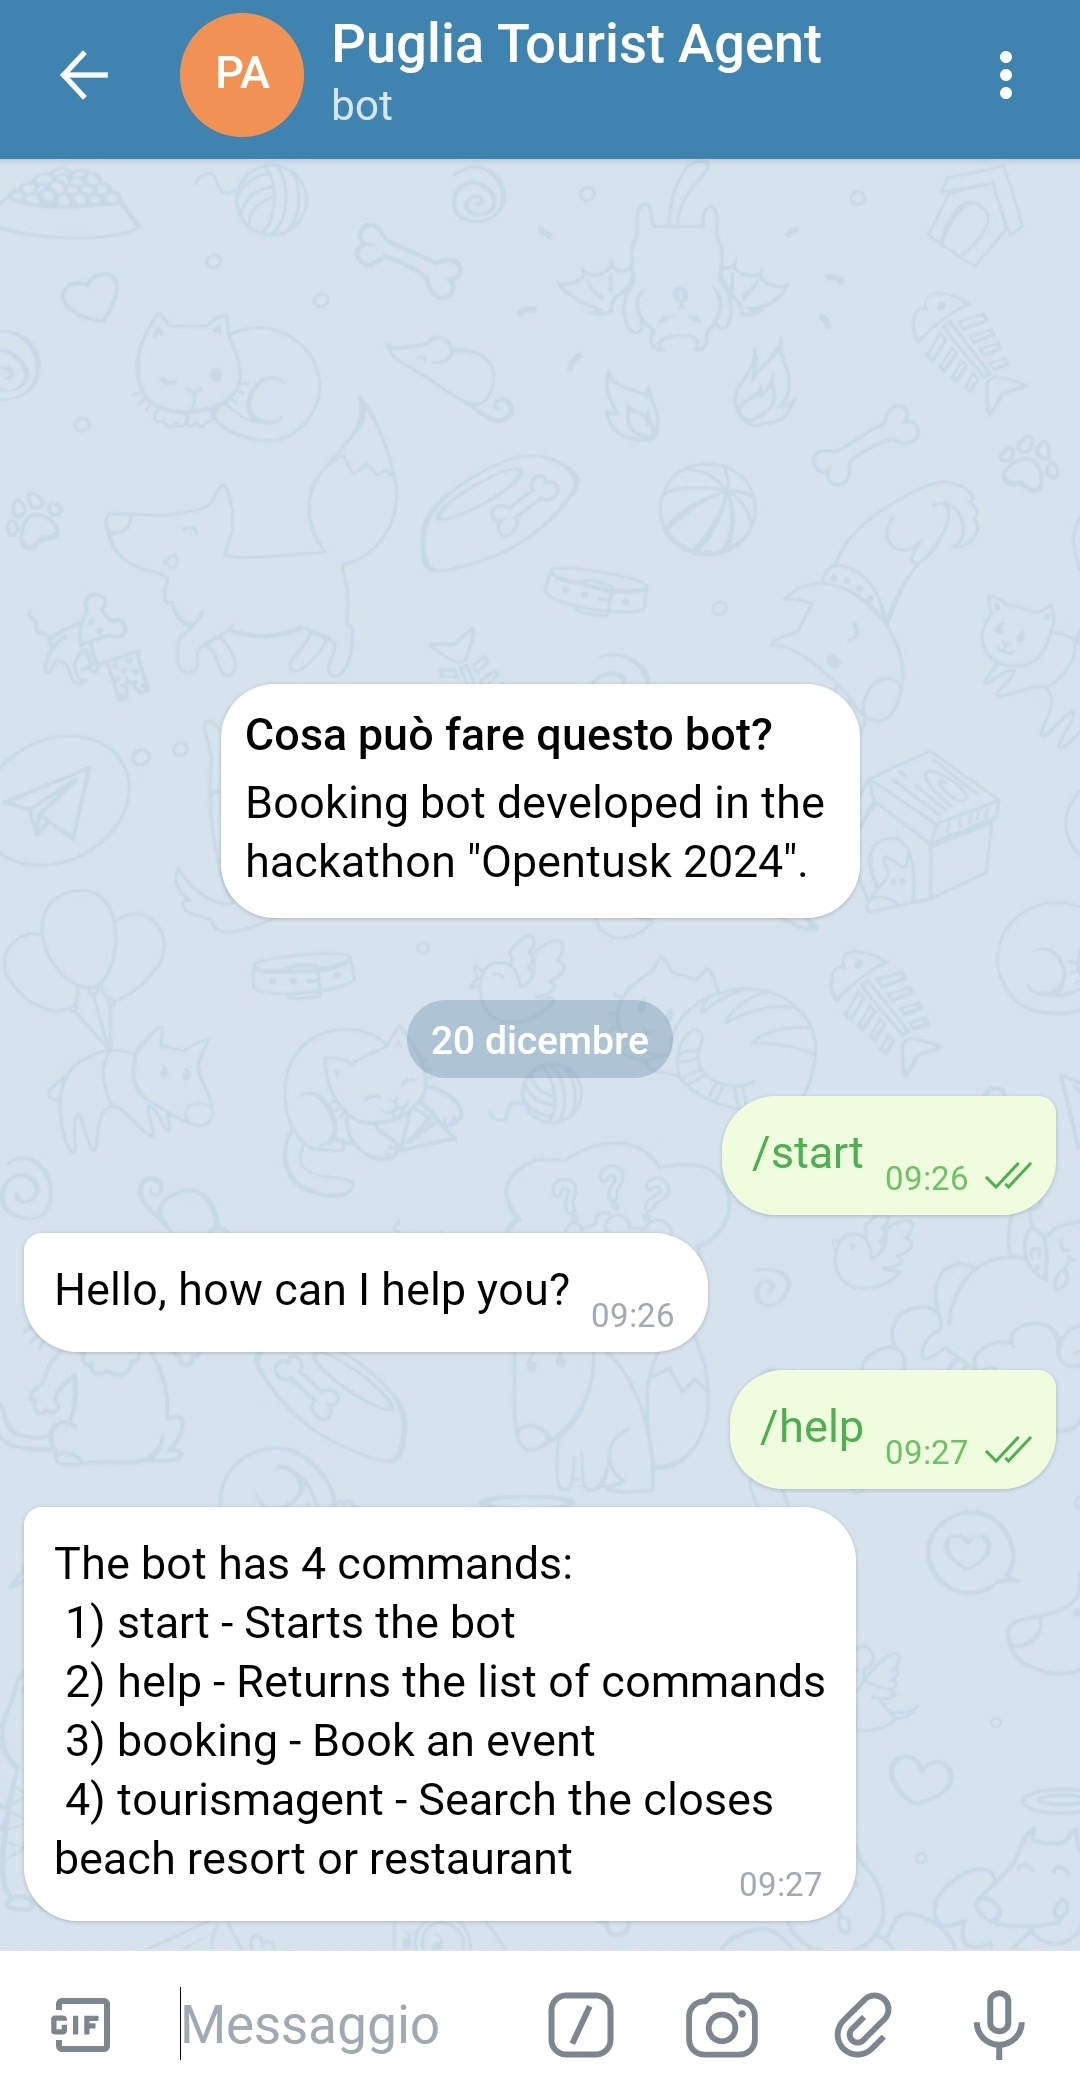 PA
Puglia Tourist Agent
bot
Cosa può fare questo bot?
Booking bot developed in the
hackathon "Opentusk 2024".
20 dicembre
/start 09:26
Hello, how can I help you? 09:26
/help 09:27
The bot has 4 commands:
1) start - Starts the bot
2) help - Returns the list of commands
3) booking - Book an event
4) tourismagent - Search the closes
beach resort or restaurant
09:27
GIF
Messaggio